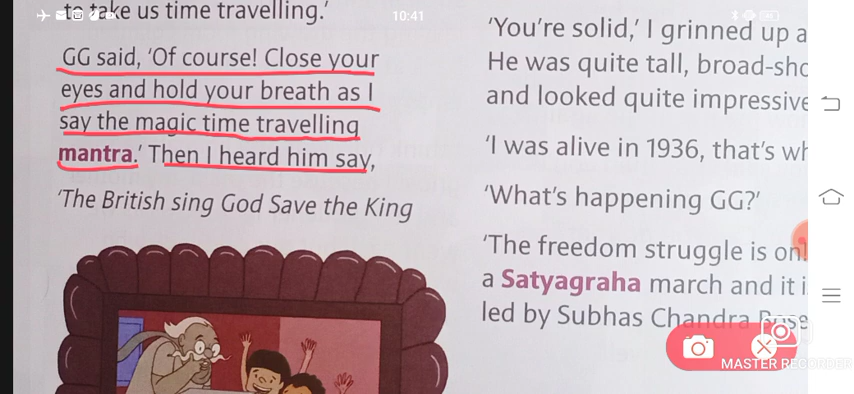 to take us time travelling.'
GG said, 'Of course! Close your
eyes and hold your breath as I
say the magic time travelling
mantra.' Then I heard him say,
'The British sing God Save the King
'You're solid,' I grinned up a
He was quite tall, broad-sho
and looked quite impressive
'I was alive in 1936, that's wh
'What's happening GG?'
'The freedom struggle is on!
a Satyagraha march and it i
led by Subhas Chandra Bose
10:41
MASTER RECORDER